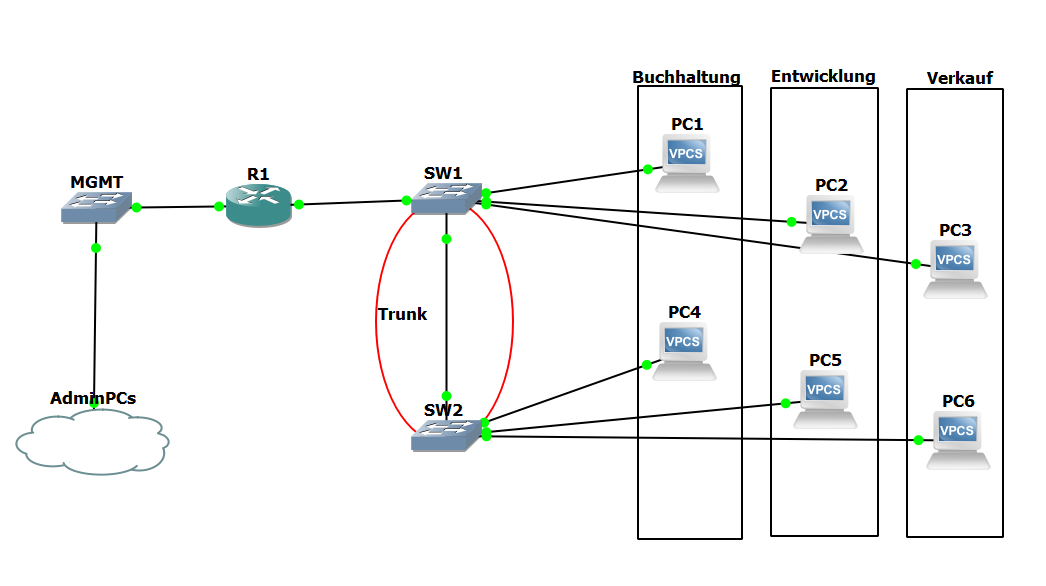 Buchhaltung
Entwicklung
Verkauf
PC1
VPCS
MGMT
R1
SW1
PC2
VPCS
PC3
VPCS
Trunk
PC4
VPCS
PC5
VPCS
AdminPCs
SW2
PC6
VPCS